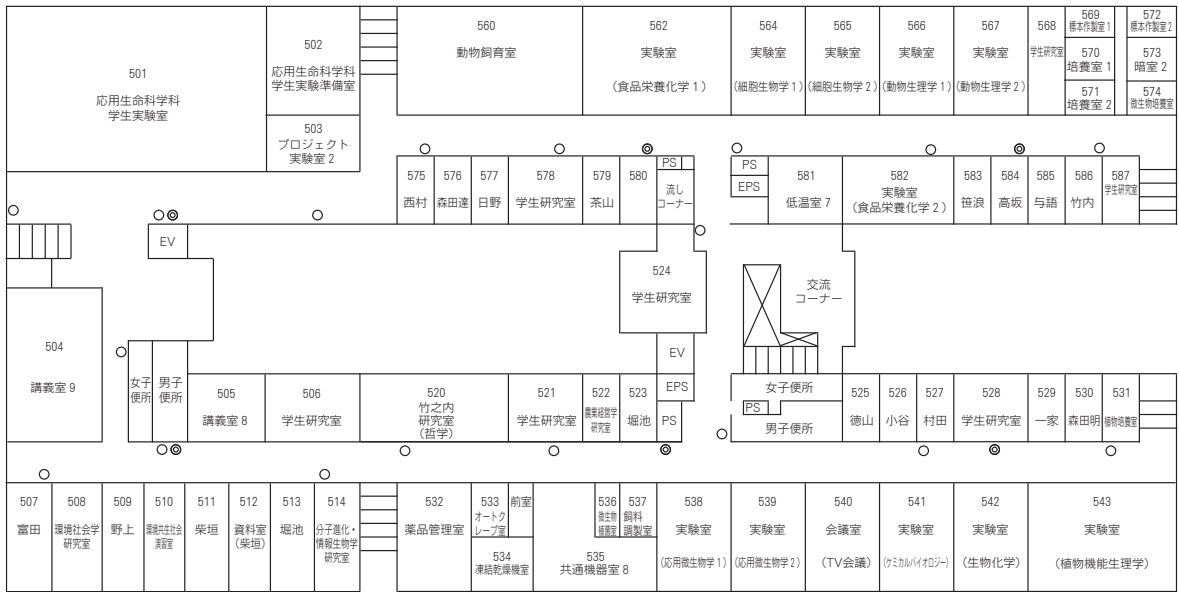 501
応用生命科学科
学生実験室
502
応用生命科学科
学生実験準備室
503
プロジェクト
実験室 2
560
動物飼育室
562
実験室
(食品栄養化学 1)
564
実験室
(細胞生物学 1)
565
実験室
(細胞生物学 2)
566
実験室
(動物生理学 1)
567
実験室
(動物生理学 2)
568
学生研究室
569
標本作製室 1
570
培養室 1
571
培養室 2
572
標本作製室 2
573
暗室 2
574
微生物培養室
575
西村
576
森田達
577
日野
578
学生研究室
579
茶山
580
PS
流し
コーナー
PS
EPS
581
低温室 7
582
実験室
(食品栄養化学 2)
583
笹浪
584
高坂
585
与語
586
竹内
587
学生研究室
EV
524
学生研究室
交流
コーナー
504
講義室 9
女子
便所
男子
便所
505
講義室 8
506
学生研究室
520
竹之内
研究室
(哲学)
521
学生研究室
522
農業経営学
研究室
523
堀池
EV
EPS
PS
女子便所
PS
男子便所
525
徳山
526
小谷
527
村田
528
学生研究室
529
一家
530
森田明
531
植物培養室
507
富田
508
環境社会学
研究室
509
野上
510
環境共生社会
演習室
511
柴垣
512
資料室
(柴垣)
513
堀池
514
分子進化・
情報生物学
研究室
532
薬品管理室
533
オートク
レーブ室
前室
534
凍結乾燥機室
535
共通機器室 8
536
微生物
植菌室
537
飼料
調製室
538
実験室
(応用微生物学 1)
539
実験室
(応用微生物学 2)
540
会議室
(TV会議)
541
実験室
(ケミカルバイオロジー)
542
実験室
(生物化学)
543
実験室
(植物機能生理学)